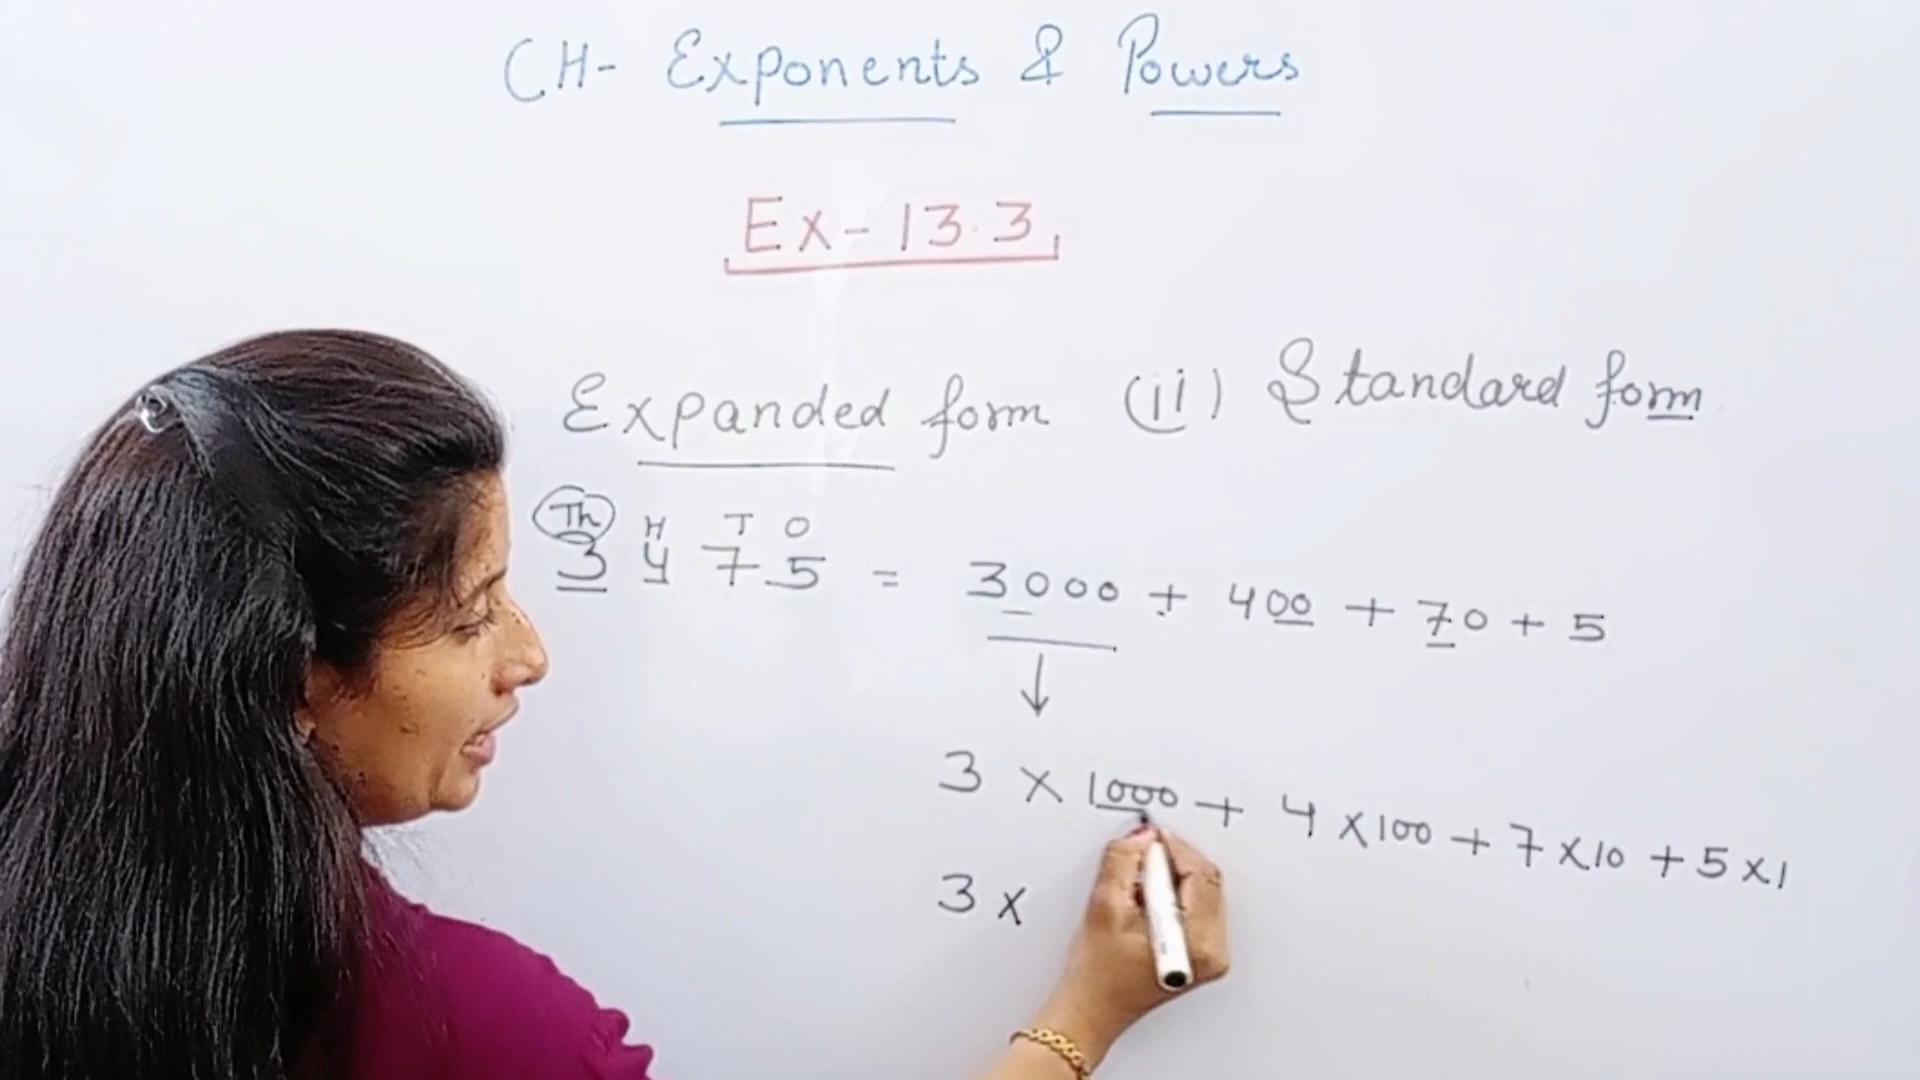 CH- Exponents & Powers
Ex-13.3
Expanded form (ii) Standard form
Th H T O
3 4 7 5 = 3000 + 400 + 70 + 5
↓
3 × 1000 + 4 ×100 + 7 ×10 + 5 ×1
3 ×